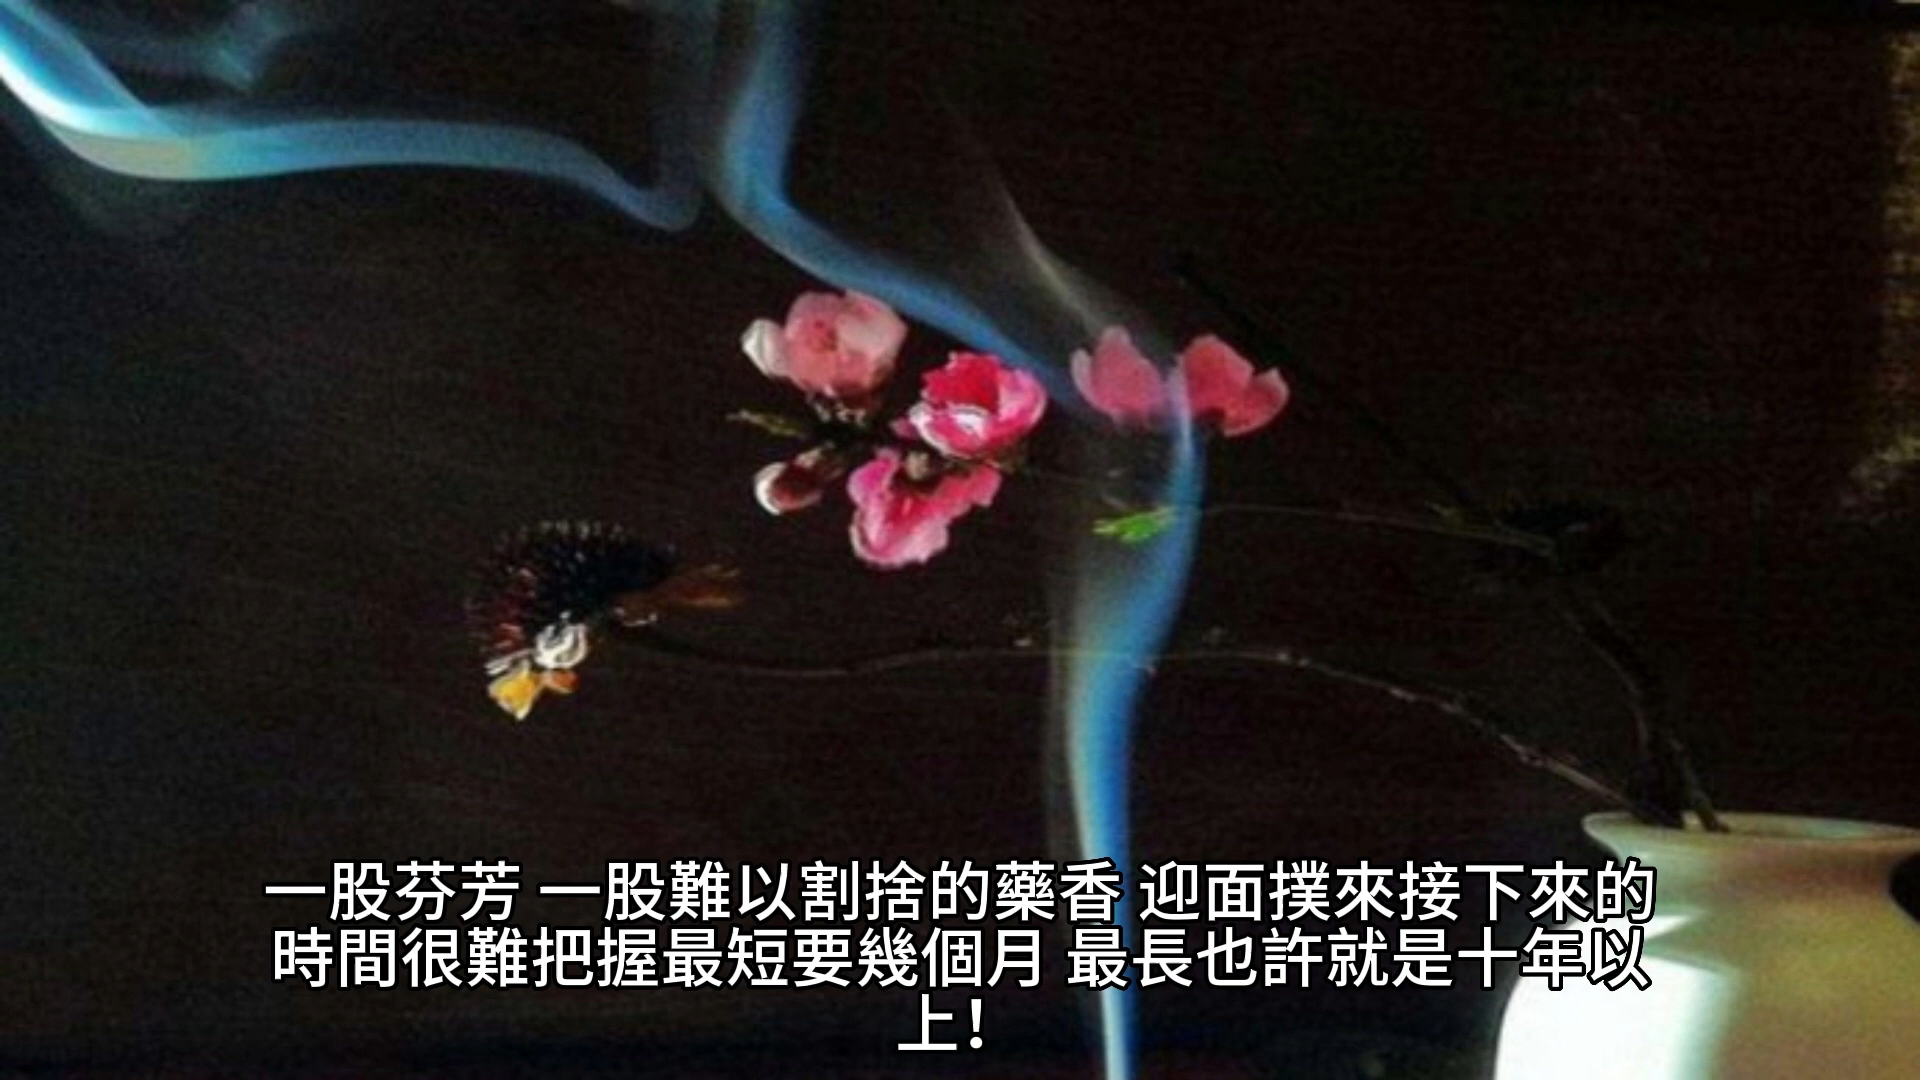 一股芬芳 一股難以割捨的藥香 迎面撲來接下來的
時間很難把握最短要幾個月 最長也許就是十年以
上！